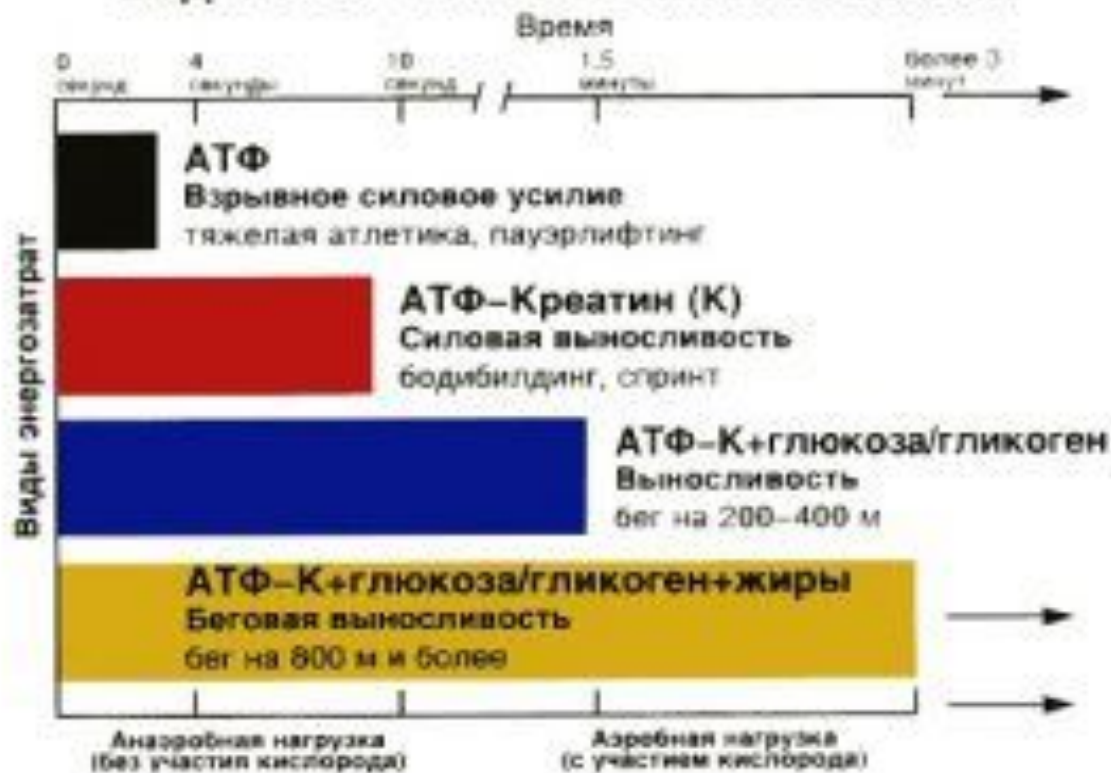 Время
0 4 10 1.5 более 3
секунд секунды секунд минуты минут
АТФ
Взрывное силовое усилие
тяжелая атлетика, пауэрлифтинг
АТФ–Креатин (К)
Силовая выносливость
бодибилдинг, спринт
АТФ–К+глюкоза/гликоген
Выносливость
бег на 200–400 м
АТФ–К+глюкоза/гликоген+жиры
Беговая выносливость
бег на 800 м и более
Виды энергозатрат
Анаэробная нагрузка Аэробная нагрузка
(без участия кислорода) (с участием кислорода)